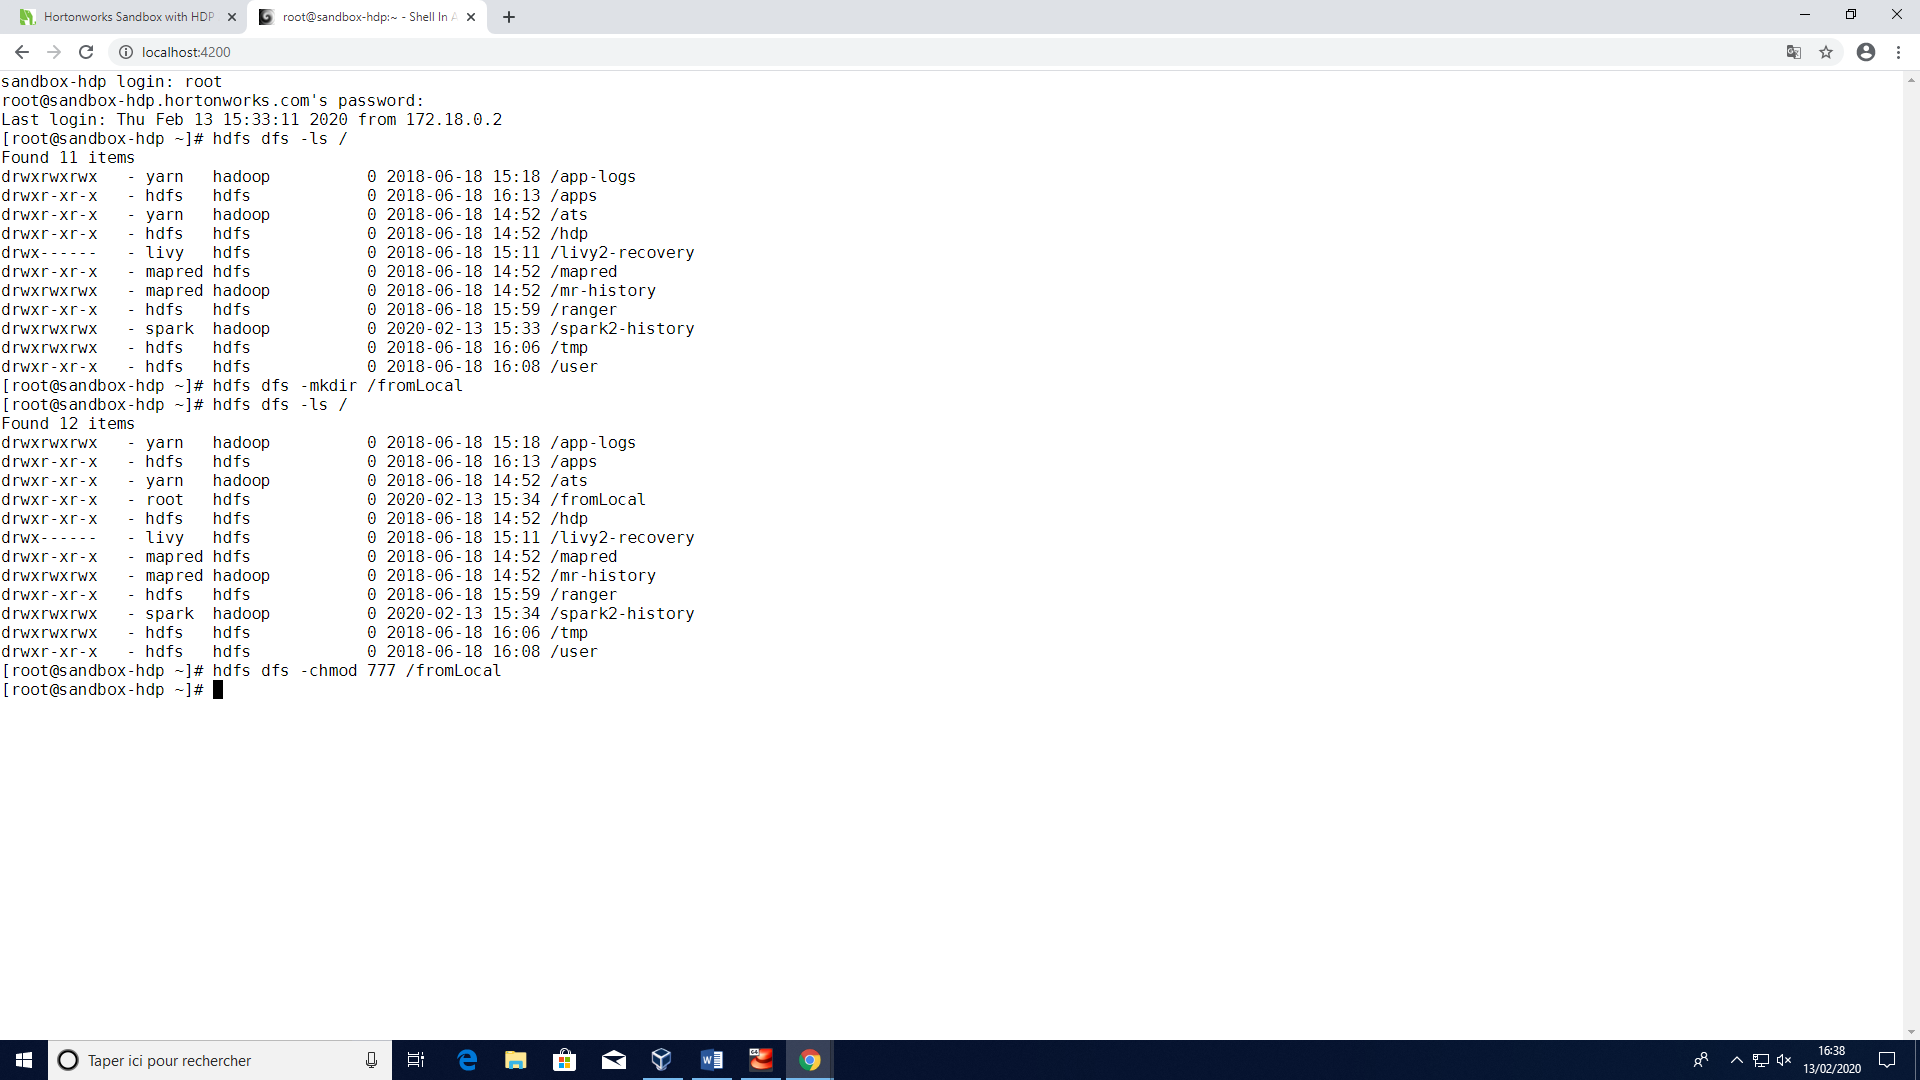 Hortonworks Sandbox with HDP
root@sandbox-hdp:~ - Shell In A
localhost:4200
sandbox-hdp login: root
root@sandbox-hdp.hortonworks.com's password:
Last login: Thu Feb 13 15:33:11 2020 from 172.18.0.2
[root@sandbox-hdp ~]# hdfs dfs -ls /
Found 11 items
drwxrwxrwx   - yarn   hadoop          0 2018-06-18 15:18 /app-logs
drwxr-xr-x   - hdfs   hdfs            0 2018-06-18 16:13 /apps
drwxr-xr-x   - yarn   hadoop          0 2018-06-18 14:52 /ats
drwxr-xr-x   - hdfs   hdfs            0 2018-06-18 14:52 /hdp
drwx------   - livy   hdfs            0 2018-06-18 15:11 /livy2-recovery
drwxr-xr-x   - mapred hdfs            0 2018-06-18 14:52 /mapred
drwxrwxrwx   - mapred hadoop          0 2018-06-18 14:52 /mr-history
drwxr-xr-x   - hdfs   hdfs            0 2018-06-18 15:59 /ranger
drwxrwxrwx   - spark  hadoop          0 2020-02-13 15:33 /spark2-history
drwxrwxrwx   - hdfs   hdfs            0 2018-06-18 16:06 /tmp
drwxr-xr-x   - hdfs   hdfs            0 2018-06-18 16:08 /user
[root@sandbox-hdp ~]# hdfs dfs -mkdir /fromLocal
[root@sandbox-hdp ~]# hdfs dfs -ls /
Found 12 items
drwxrwxrwx   - yarn   hadoop          0 2018-06-18 15:18 /app-logs
drwxr-xr-x   - hdfs   hdfs            0 2018-06-18 16:13 /apps
drwxr-xr-x   - yarn   hadoop          0 2018-06-18 14:52 /ats
drwxr-xr-x   - root   hdfs            0 2020-02-13 15:34 /fromLocal
drwxr-xr-x   - hdfs   hdfs            0 2018-06-18 14:52 /hdp
drwx------   - livy   hdfs            0 2018-06-18 15:11 /livy2-recovery
drwxr-xr-x   - mapred hdfs            0 2018-06-18 14:52 /mapred
drwxrwxrwx   - mapred hadoop          0 2018-06-18 14:52 /mr-history
drwxr-xr-x   - hdfs   hdfs            0 2018-06-18 15:59 /ranger
drwxrwxrwx   - spark  hadoop          0 2020-02-13 15:34 /spark2-history
drwxrwxrwx   - hdfs   hdfs            0 2018-06-18 16:06 /tmp
drwxr-xr-x   - hdfs   hdfs            0 2018-06-18 16:08 /user
[root@sandbox-hdp ~]# hdfs dfs -chmod 777 /fromLocal
[root@sandbox-hdp ~]#
Taper ici pour rechercher
64
16:38
13/02/2020